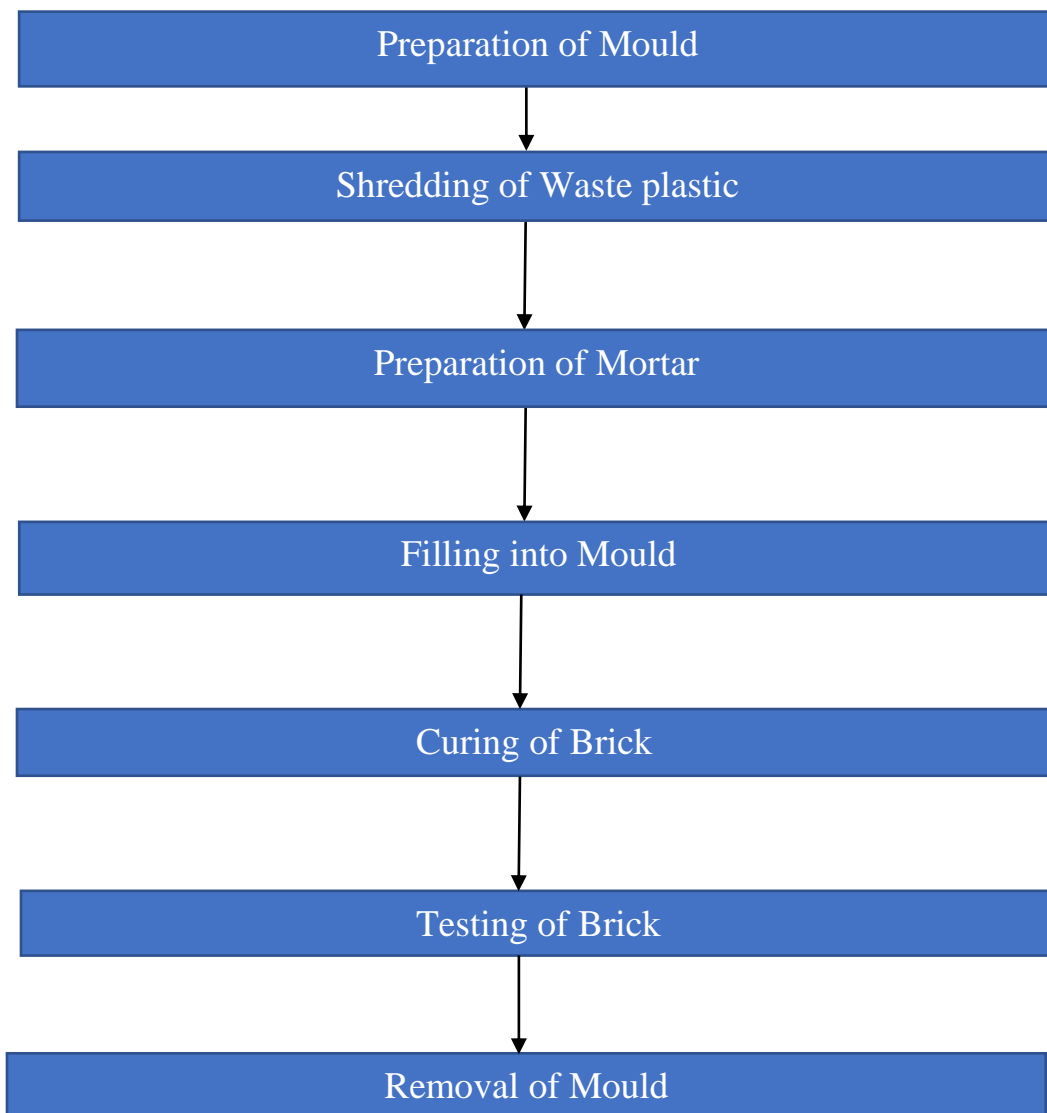 Preparation of Mould
Shredding of Waste plastic
Preparation of Mortar
Filling into Mould
Curing of Brick
Testing of Brick
Removal of Mould